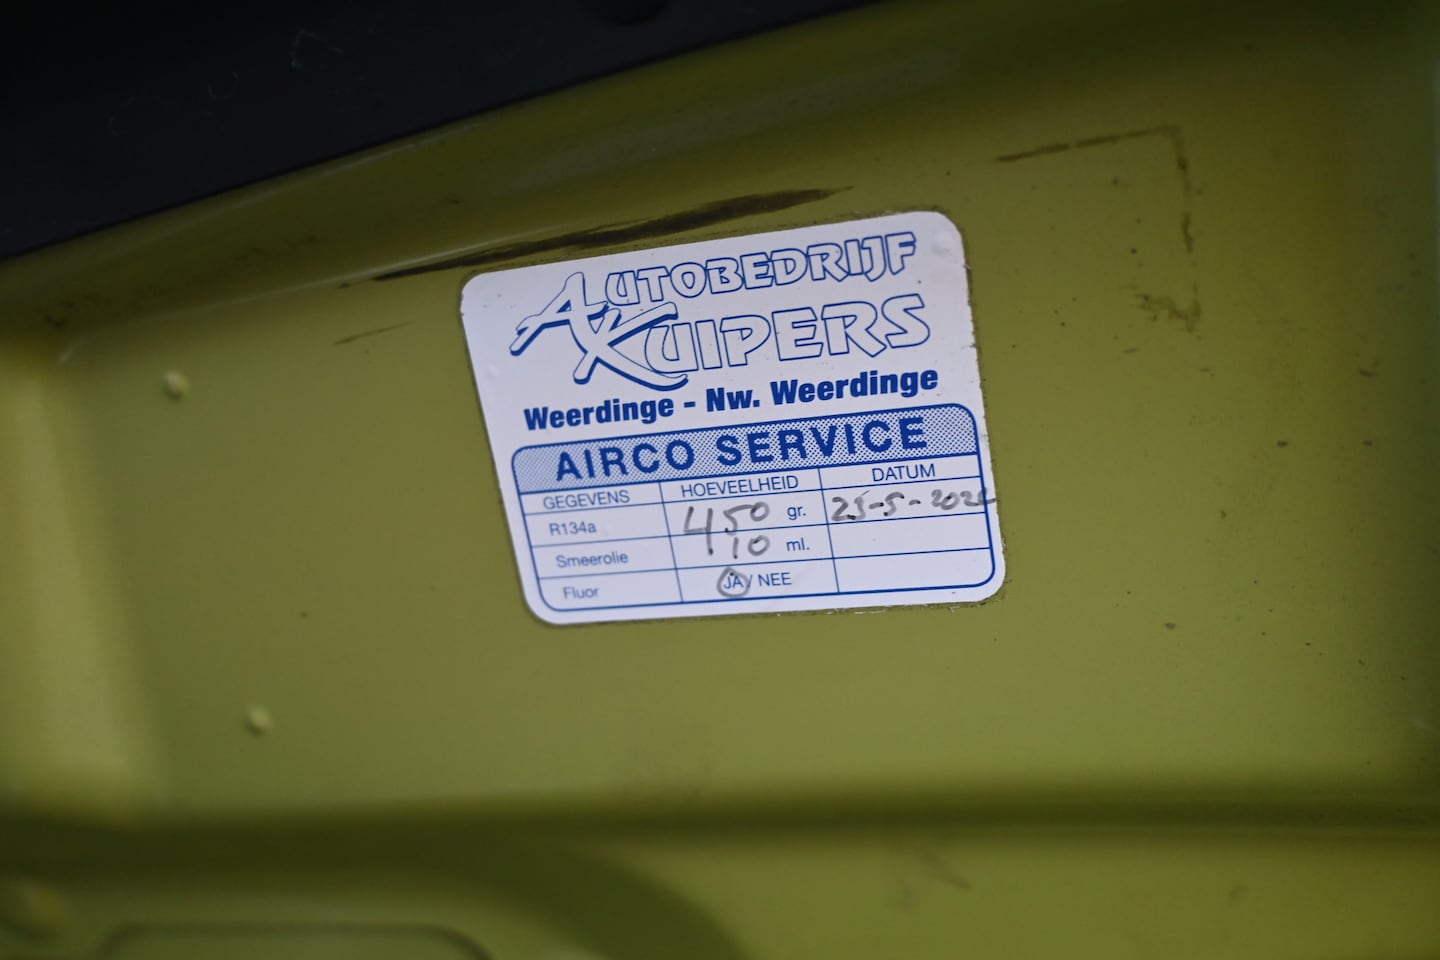 AUTOBEDRIJF
KUIPERS
Weerdinge - Nw. Weerdinge
AIRCO SERVICE
GEGEVENS HOEVEELHEID DATUM
R134a 450 gr.
Smeerolie 10 ml.
Fluor JA / NEE